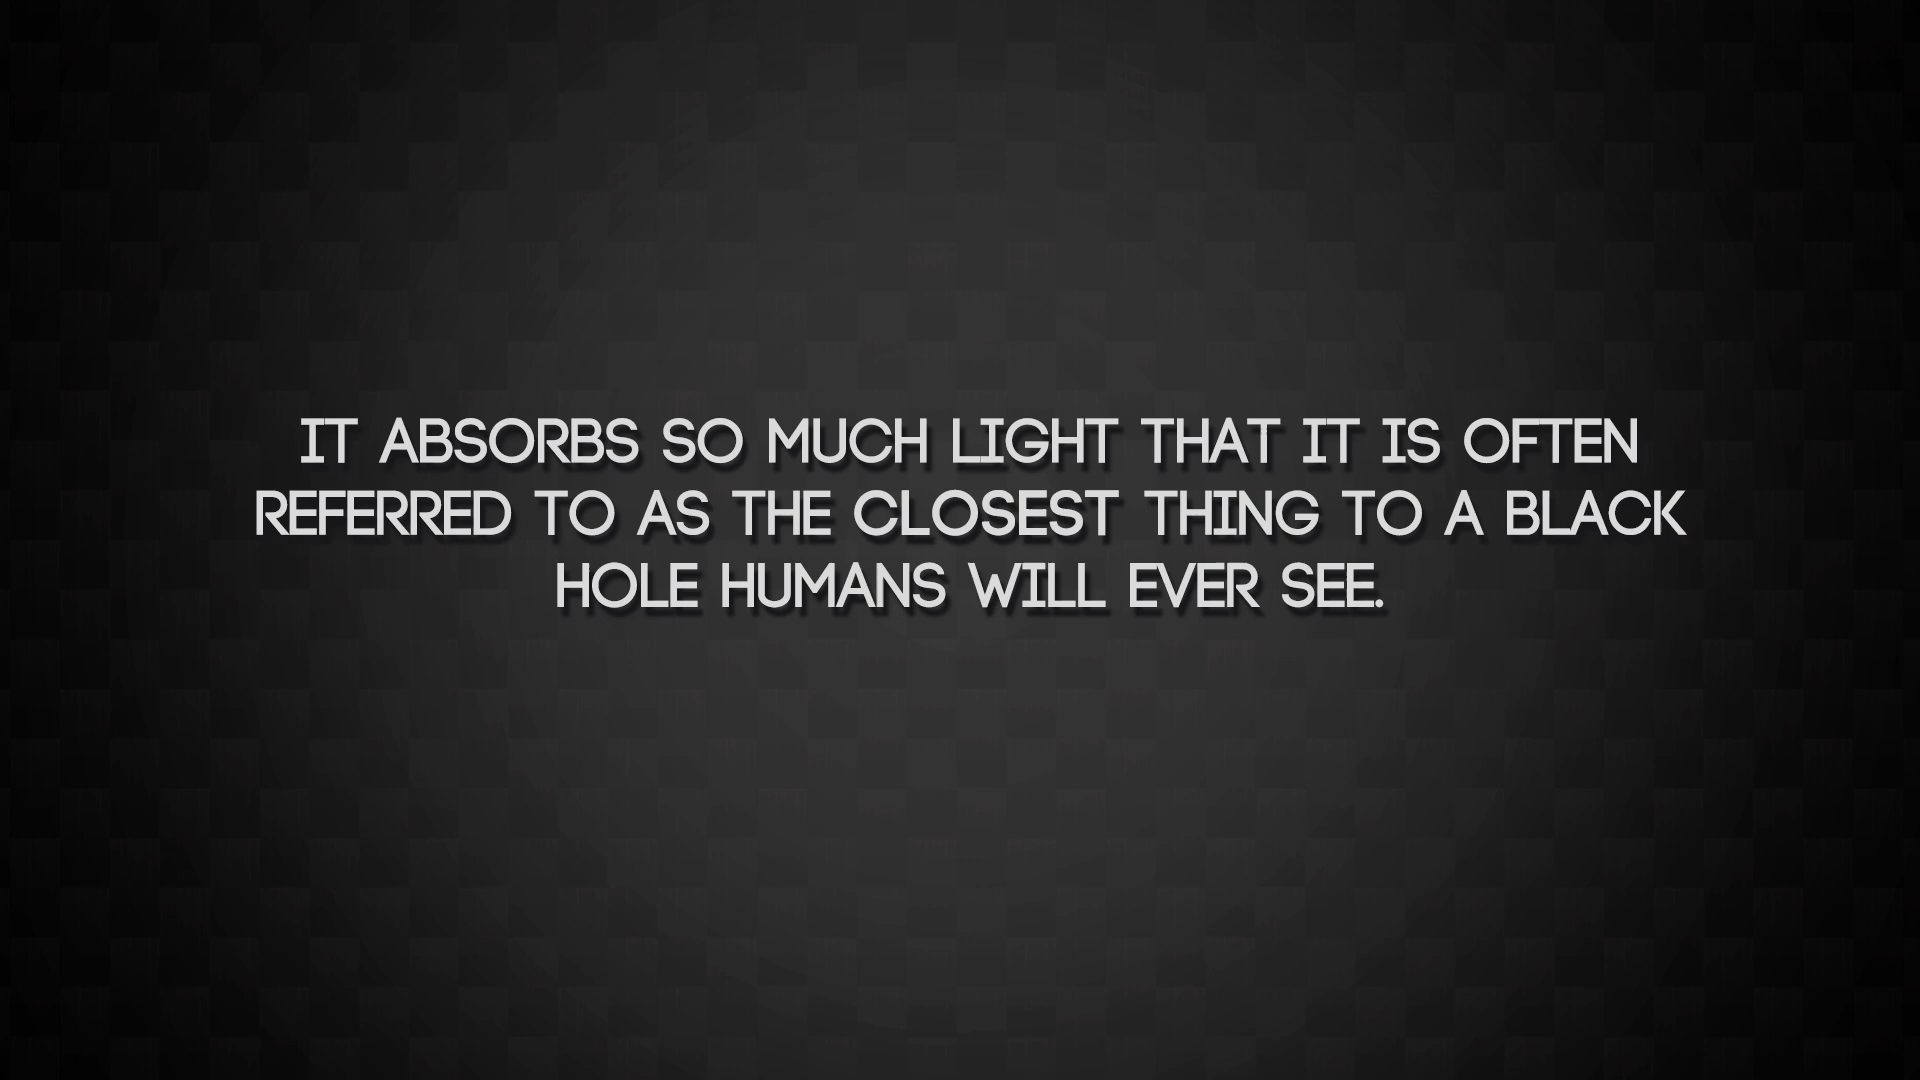 IT ABSORBS SO MUCH LIGHT THAT IT IS OFTEN
REFERRED TO AS THE CLOSEST THING TO A BLACK
HOLE HUMANS WILL EVER SEE.